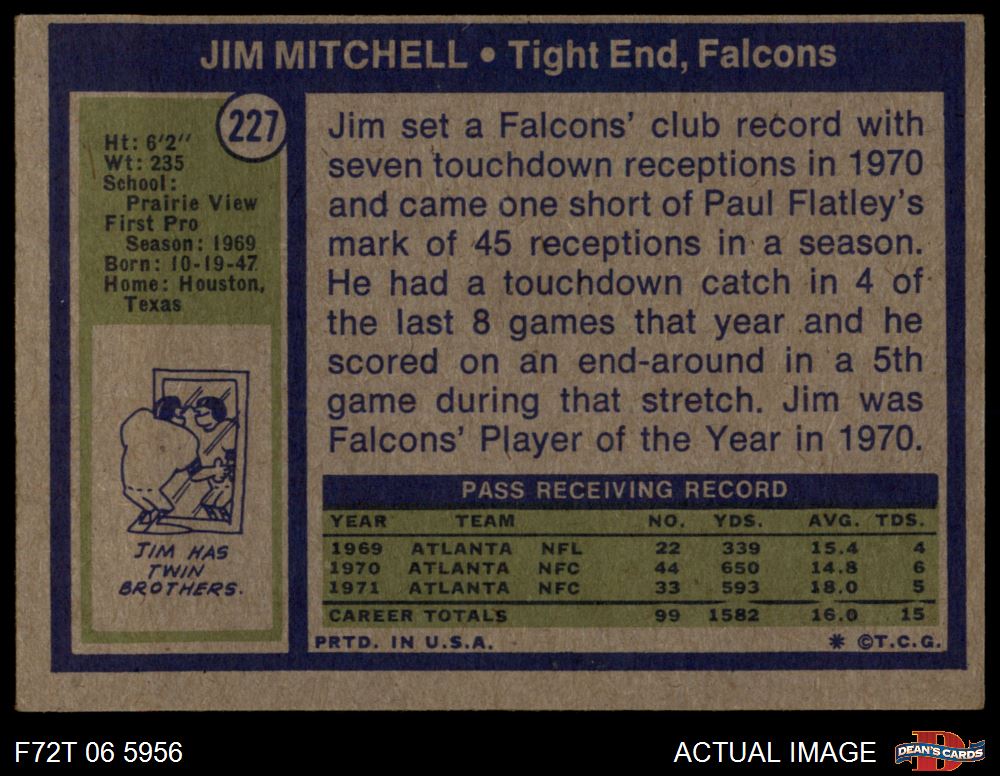 JIM MITCHELL • Tight End, Falcons
227
Ht: 6'2''
Wt: 235
School:
Prairie View
First Pro
Season: 1969
Born: 10-19-47
Home: Houston,
Texas
JIM HAS
TWIN
BROTHERS.
Jim set a Falcons' club record with
seven touchdown receptions in 1970
and came one short of Paul Flatley's
mark of 45 receptions in a season.
He had a touchdown catch in 4 of
the last 8 games that year and he
scored on an end-around in a 5th
game during that stretch. Jim was
Falcons' Player of the Year in 1970.
PASS RECEIVING RECORD
YEAR TEAM NO. YDS. AVG. TDS.
1969 ATLANTA NFL 22 339 15.4 4
1970 ATLANTA NFC 44 650 14.8 6
1971 ATLANTA NFC 33 593 18.0 5
CAREER TOTALS 99 1582 16.0 15
PRTD. IN U.S.A. * ©T.C.G.
F72T 06 5956 ACTUAL IMAGE DEAN'S CARDS